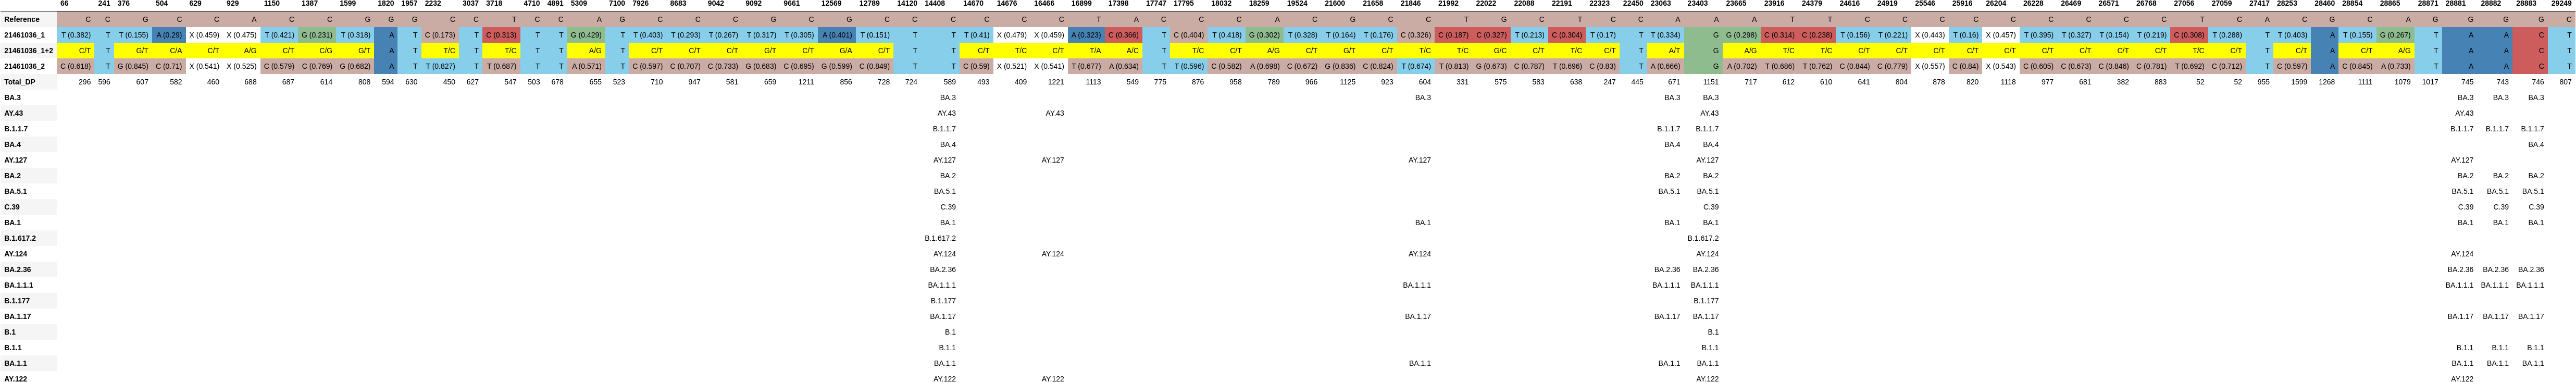 66 241 376 504 629 929 1150 1387 1599 1820 1957 2232 3037 3718 4710 4891 5309 7100 7926 8683 9042 9092 9661 12569 12789 14120 14408 14670 14676 16466 16899 17398 17747 17795 18032 18259 19524 21600 21658 21846 21992 22022 22088 22191 22323 22450 23063 23403 23665 23916 24379 24616 24919 25546 25916 26204 26228 26469 26571 26768 27056 27059 27417 28253 28460 28854 28865 28871 28881 28882 28883 29249
Reference C C G C C A C C G G G C C T C C A G C C C G C G C C C C C C T A C C C A C G C C T G C T C C A A A T T C C C C C C C C C T C A C G C A G G G G C
21461036_1 T (0.382) T T (0.155) A (0.29) X (0.459) X (0.475) T (0.421) G (0.231) T (0.318) A T C (0.173) T C (0.313) T T G (0.429) T T (0.403) T (0.293) T (0.267) T (0.317) T (0.305) A (0.401) T (0.151) T T T (0.41) X (0.479) X (0.459) A (0.323) C (0.366) T C (0.404) T (0.418) G (0.302) T (0.328) T (0.164) T (0.176) C (0.326) C (0.187) C (0.327) T (0.213) C (0.304) T (0.17) T T (0.334) G G (0.298) C (0.314) C (0.238) T (0.156) T (0.221) X (0.443) T (0.16) X (0.457) T (0.395) T (0.327) T (0.154) T (0.219) C (0.308) T (0.288) T T (0.403) A T (0.155) G (0.267) T A A C T
21461036_1+2 C/T T G/T C/A C/T A/G C/T C/G G/T A T T/C T T/C T T A/G T C/T C/T C/T G/T C/T G/A C/T T T C/T T/C C/T T/A A/C T T/C C/T A/G C/T G/T C/T T/C T/C G/C C/T T/C C/T T A/T G A/G T/C T/C C/T C/T C/T C/T C/T C/T C/T C/T C/T T/C C/T T C/T A C/T A/G T A A C T
21461036_2 C (0.618) T G (0.845) C (0.71) X (0.541) X (0.525) C (0.579) C (0.769) G (0.682) A T T (0.827) T T (0.687) T T A (0.571) T C (0.597) C (0.707) C (0.733) G (0.683) C (0.695) G (0.599) C (0.849) T T C (0.59) X (0.521) X (0.541) T (0.677) A (0.634) T T (0.596) C (0.582) A (0.698) C (0.672) G (0.836) C (0.824) T (0.674) T (0.813) G (0.673) C (0.787) T (0.696) C (0.83) T A (0.666) G A (0.702) T (0.686) T (0.762) C (0.844) C (0.779) X (0.557) C (0.84) X (0.543) C (0.605) C (0.673) C (0.846) C (0.781) T (0.692) C (0.712) T C (0.597) A C (0.845) A (0.733) T A A C T
Total_DP 296 596 607 582 460 688 687 614 808 594 630 450 627 547 503 678 655 523 710 947 581 683 1211 856 728 724 589 493 409 1221 1113 549 775 876 958 789 966 1125 923 604 331 575 583 638 247 445 671 1151 717 612 610 641 804 878 820 1118 977 681 382 883 52 52 955 1599 1268 1111 1079 1017 745 743 746 807
BA.3 BA.3 BA.3 BA.3 BA.3 BA.3 BA.3 BA.3
AY.43 AY.43 AY.43 AY.43 AY.43
B.1.1.7 B.1.1.7 B.1.1.7 B.1.1.7 B.1.1.7 B.1.1.7 B.1.1.7
BA.4 BA.4 BA.4 BA.4 BA.4
AY.127 AY.127 AY.127 AY.127 AY.127 AY.127
BA.2 BA.2 BA.2 BA.2 BA.2 BA.2 BA.2
BA.5.1 BA.5.1 BA.5.1 BA.5.1 BA.5.1 BA.5.1 BA.5.1
C.39 C.39 C.39 C.39 C.39 C.39
BA.1 BA.1 BA.1 BA.1 BA.1 BA.1 BA.1 BA.1
B.1.617.2 B.1.617.2 B.1.617.2
AY.124 AY.124 AY.124 AY.124 AY.124 AY.124
BA.2.36 BA.2.36 BA.2.36 BA.2.36 BA.2.36 BA.2.36 BA.2.36
BA.1.1.1 BA.1.1.1 BA.1.1.1 BA.1.1.1 BA.1.1.1 BA.1.1.1 BA.1.1.1 BA.1.1.1
B.1.177 B.1.177 B.1.177
BA.1.17 BA.1.17 BA.1.17 BA.1.17 BA.1.17 BA.1.17 BA.1.17 BA.1.17
B.1 B.1 B.1
B.1.1 B.1.1 B.1.1 B.1.1 B.1.1 B.1.1
BA.1.1 BA.1.1 BA.1.1 BA.1.1 BA.1.1 BA.1.1 BA.1.1 BA.1.1
AY.122 AY.122 AY.122 AY.122 AY.122